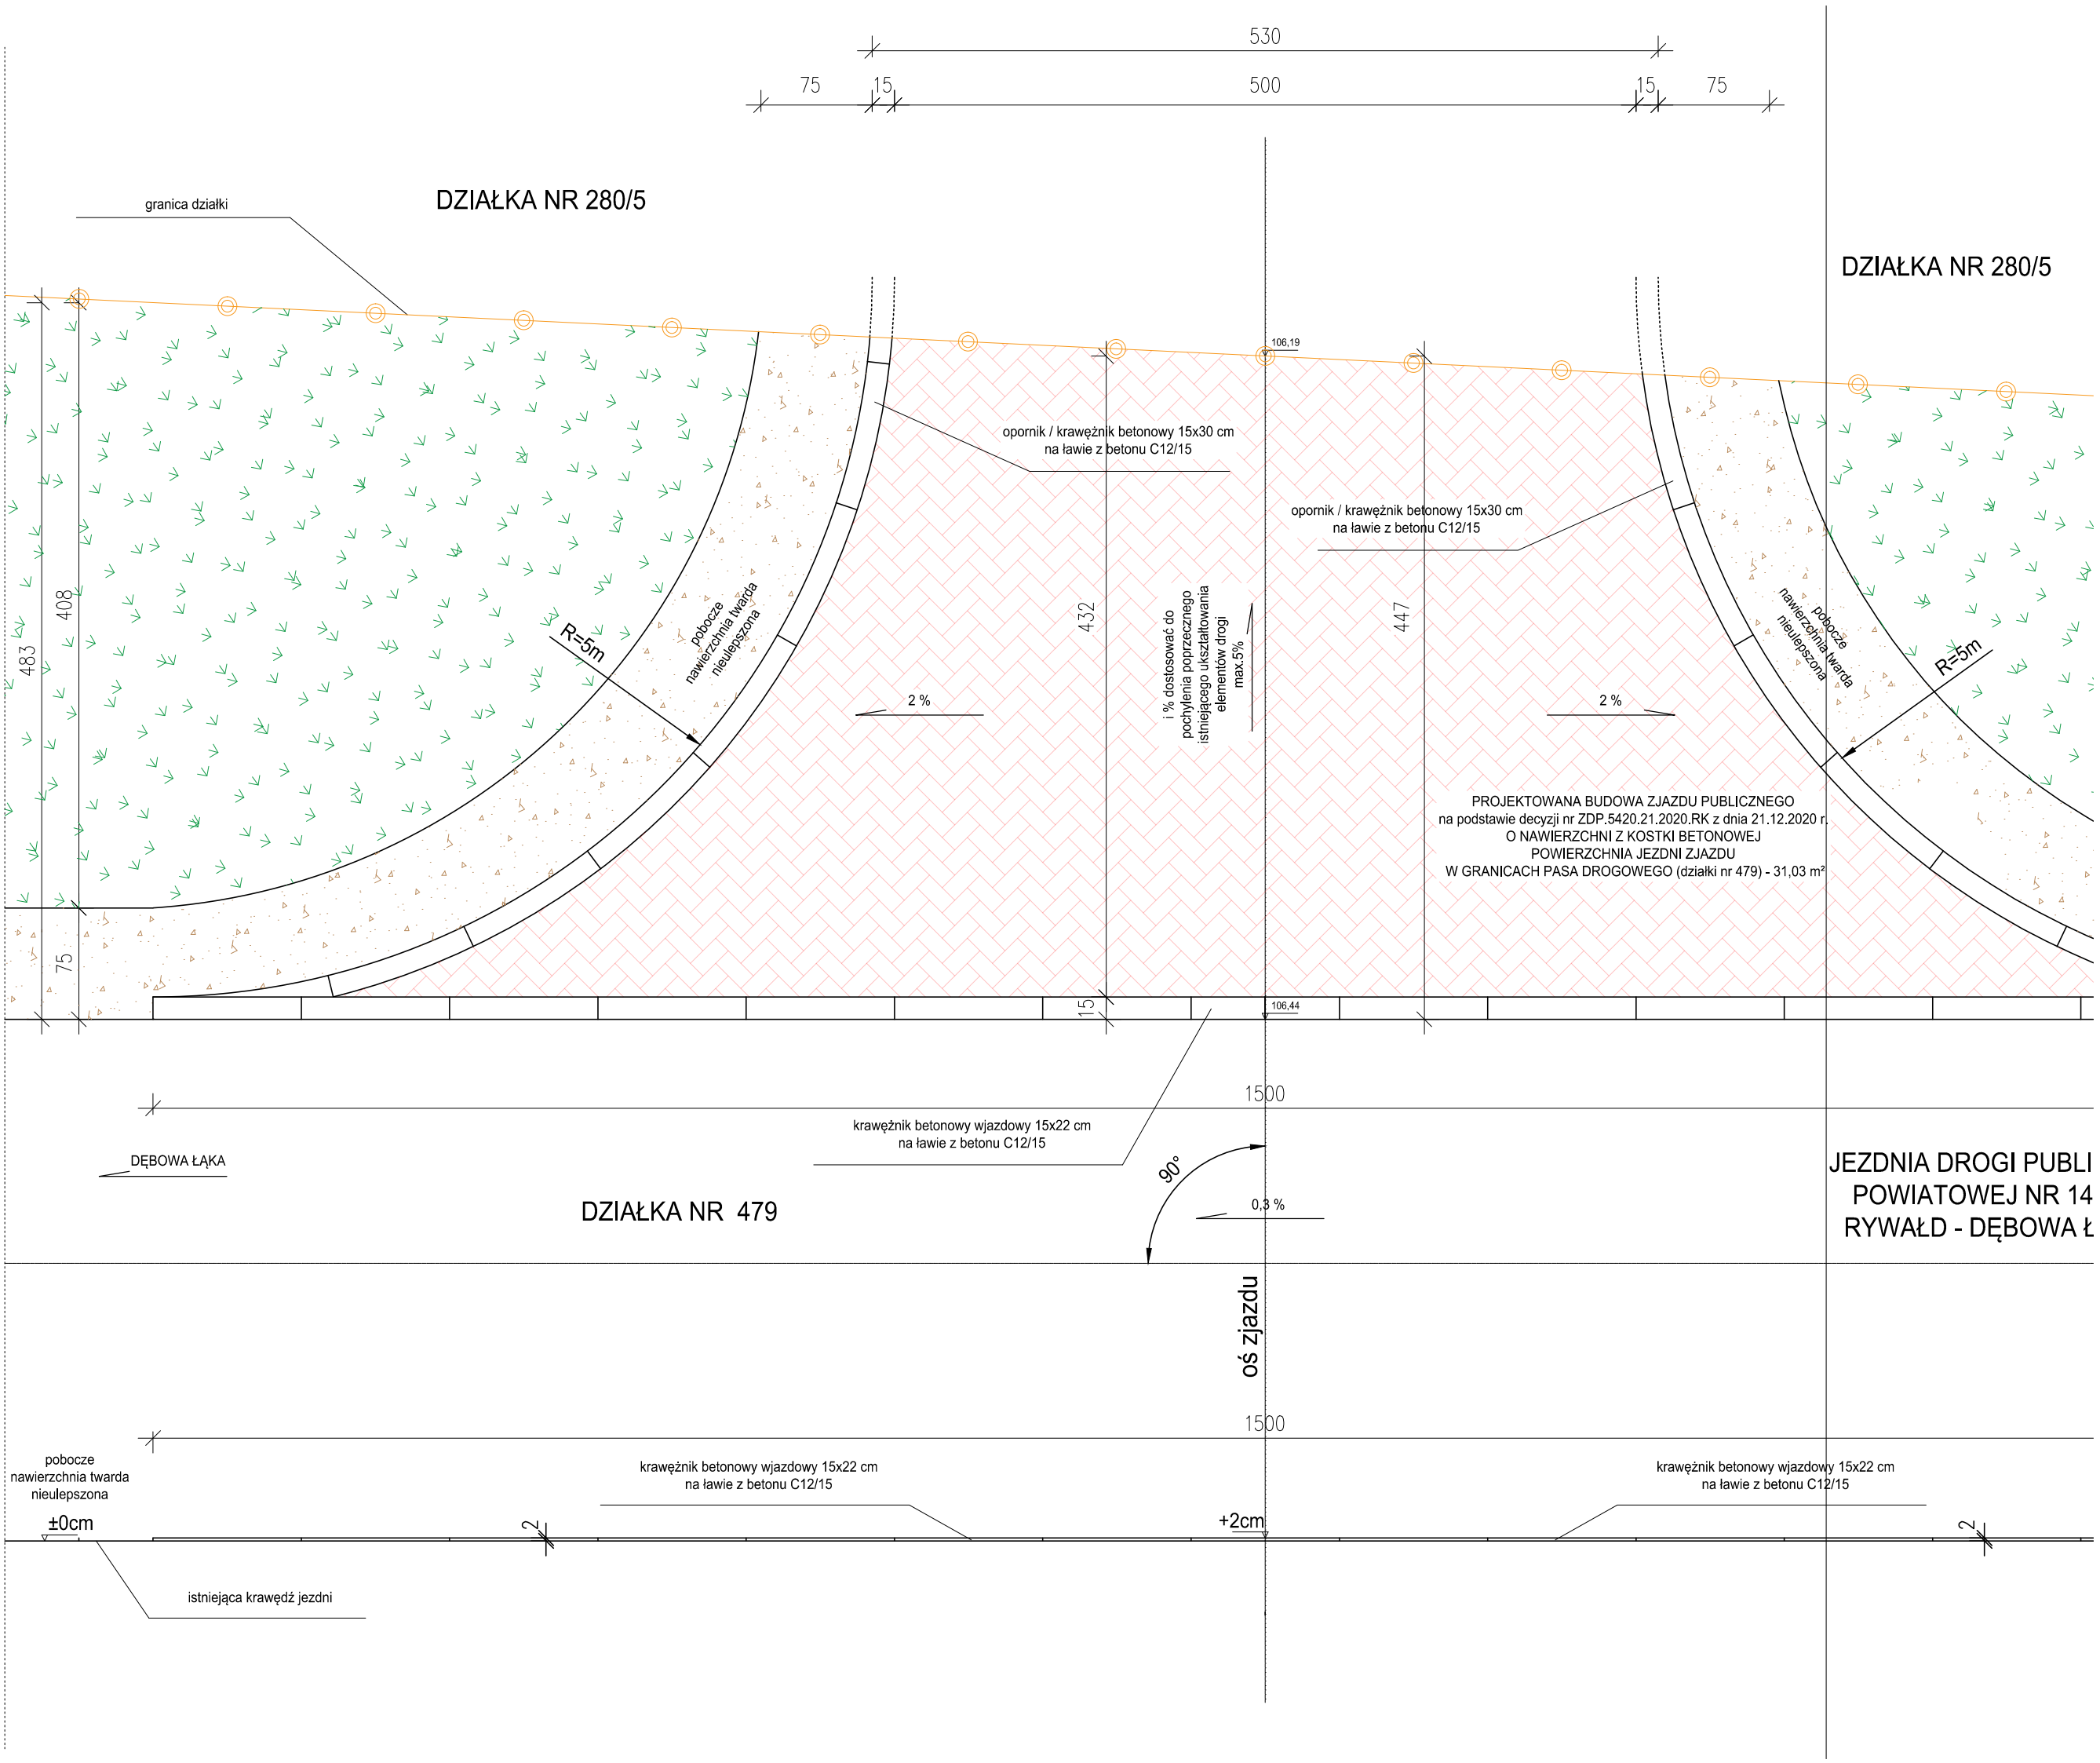 530
75
15
500
15
75
granica działki
DZIAŁKA NR 280/5
DZIAŁKA NR 280/5
106,19
opornik / krawężnik betonowy 15x30 cm
na ławie z betonu C12/15
opornik / krawężnik betonowy 15x30 cm
na ławie z betonu C12/15
483
408
75
R=5m
pobocze
nawierzchnia twarda
nieulepszona
432
i % dostosować do
pochylenia poprzecznego
istniejącego ukształtowania
elementów drogi
max.5%
447
pobocze
nawierzchnia twarda
nieulepszona
R=5m
2 %
2 %
PROJEKTOWANA BUDOWA ZJAZDU PUBLICZNEGO
na podstawie decyzji nr ZDP.5420.21.2020.RK z dnia 21.12.2020 r.
O NAWIERZCHNI Z KOSTKI BETONOWEJ
POWIERZCHNIA JEZDNI ZJAZDU
W GRANICACH PASA DROGOWEGO (działki nr 479) - 31,03 m²
15
106,44
1500
krawężnik betonowy wjazdowy 15x22 cm
na ławie z betonu C12/15
DĘBOWA ŁĄKA
90°
DZIAŁKA NR 479
0,3 %
JEZDNIA DROGI PUBLI
POWIATOWEJ NR 14
RYWAŁD - DĘBOWA Ł
oś zjazdu
1500
pobocze
nawierzchnia twarda
nieulepszona
±0cm
krawężnik betonowy wjazdowy 15x22 cm
na ławie z betonu C12/15
krawężnik betonowy wjazdowy 15x22 cm
na ławie z betonu C12/15
2
+2cm
2
istniejąca krawędź jezdni